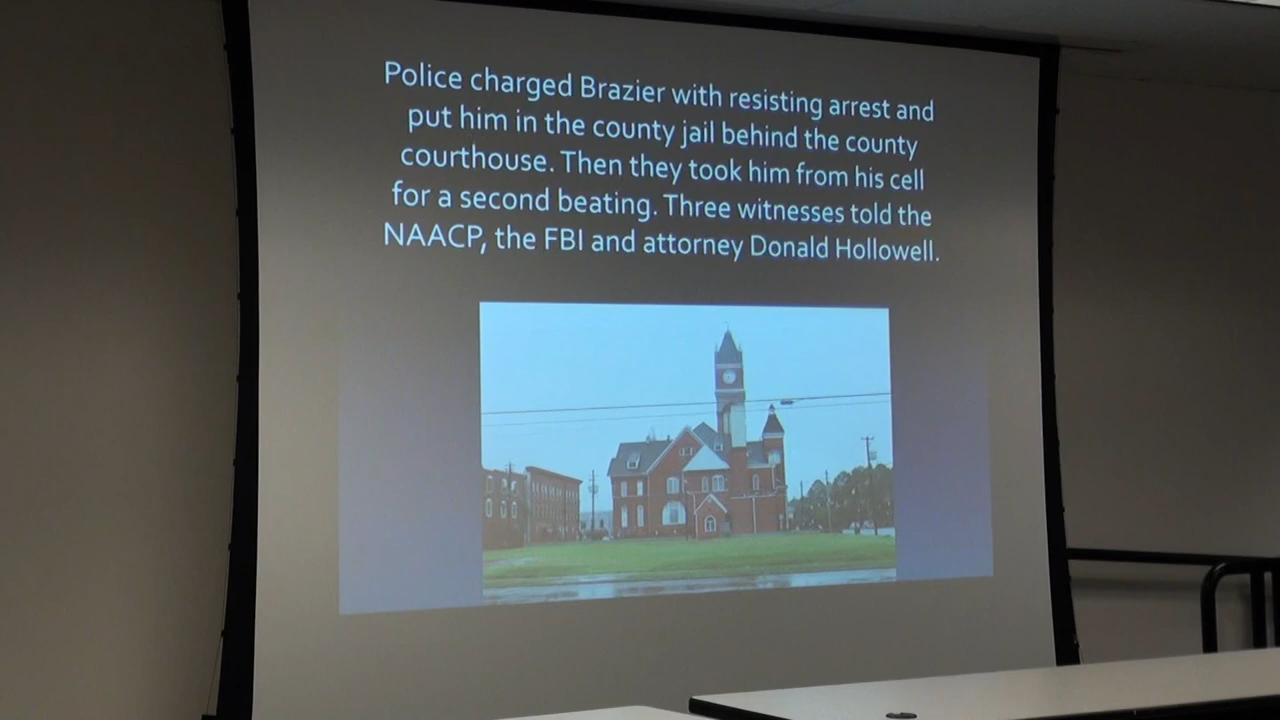 Police charged Brazier with resisting arrest and
put him in the county jail behind the county
courthouse. Then they took him from his cell
for a second beating. Three witnesses told the
NAACP, the FBI and attorney Donald Hollowell.